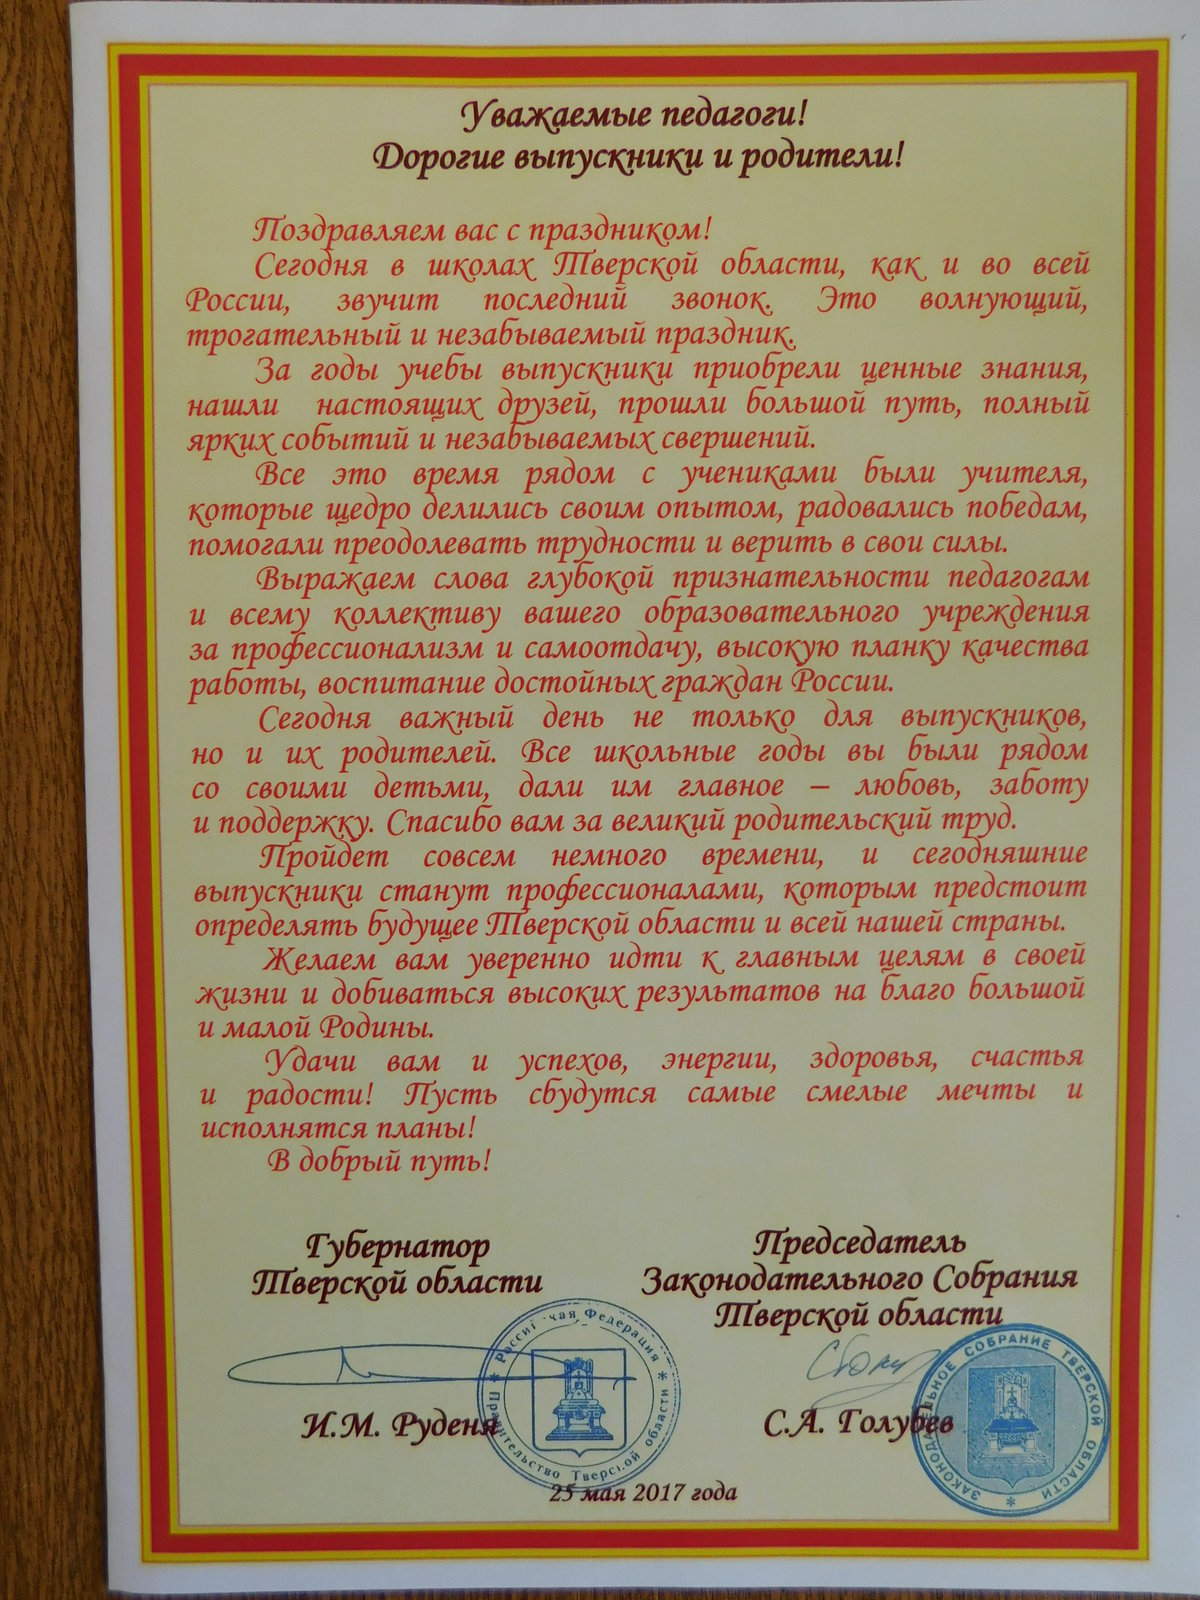 Уважаемые педагоги!
Дорогие выпускники и родители!
Поздравляем вас с праздником!
Сегодня в школах Тверской области, как и во всей
России, звучит последний звонок. Это волнующий,
трогательный и незабываемый праздник.
За годы учебы выпускники приобрели ценные знания,
нашли настоящих друзей, прошли большой путь, полный
ярких событий и незабываемых свершений.
Все это время рядом с учениками были учителя,
которые щедро делились своим опытом, радовались победам,
помогали преодолевать трудности и верить в свои силы.
Выражаем слова глубокой признательности педагогам
и всему коллективу вашего образовательного учреждения
за профессионализм и самоотдачу, высокую планку качества
работы, воспитание достойных граждан России.
Сегодня важный день не только для выпускников,
но и их родителей. Все школьные годы вы были рядом
со своими детьми, дали им главное – любовь, заботу
и поддержку. Спасибо вам за великий родительский труд.
Пройдет совсем немного времени, и сегодняшние
выпускники станут профессионалами, которым предстоит
определять будущее Тверской области и всей нашей страны.
Желаем вам уверенно идти к главным целям в своей
жизни и добиваться высоких результатов на благо большой
и малой Родины.
Удачи вам и успехов, энергии, здоровья, счастья
и радости! Пусть сбудутся самые смелые мечты и
исполнятся планы!
В добрый путь!
Губернатор
Тверской области
И.М. Руденя
Председатель
Законодательного Собрания
Тверской области
С.А. Голубев
Российская Федерация * Правительство Тверской области *
ЗАКОНОДАТЕЛЬНОЕ СОБРАНИЕ ТВЕРСКОЙ ОБЛАСТИ *
25 мая 2017 года